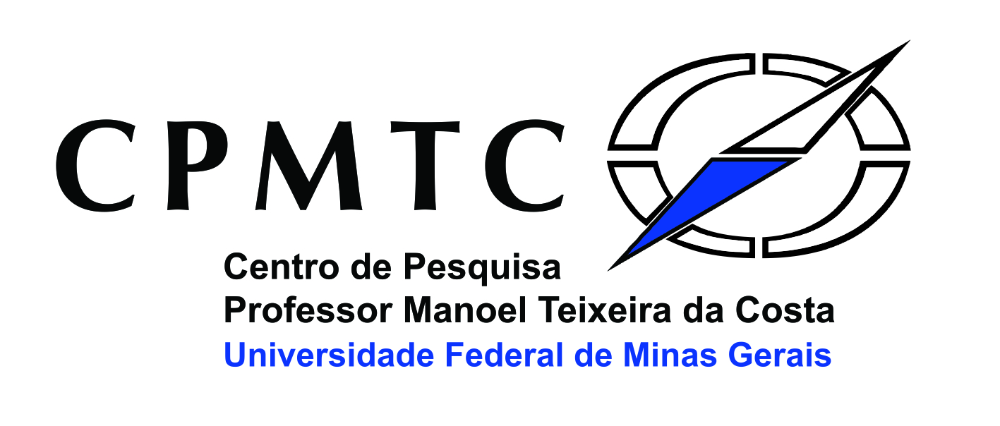 CPMTC
Centro de Pesquisa
Professor Manoel Teixeira da Costa
Universidade Federal de Minas Gerais